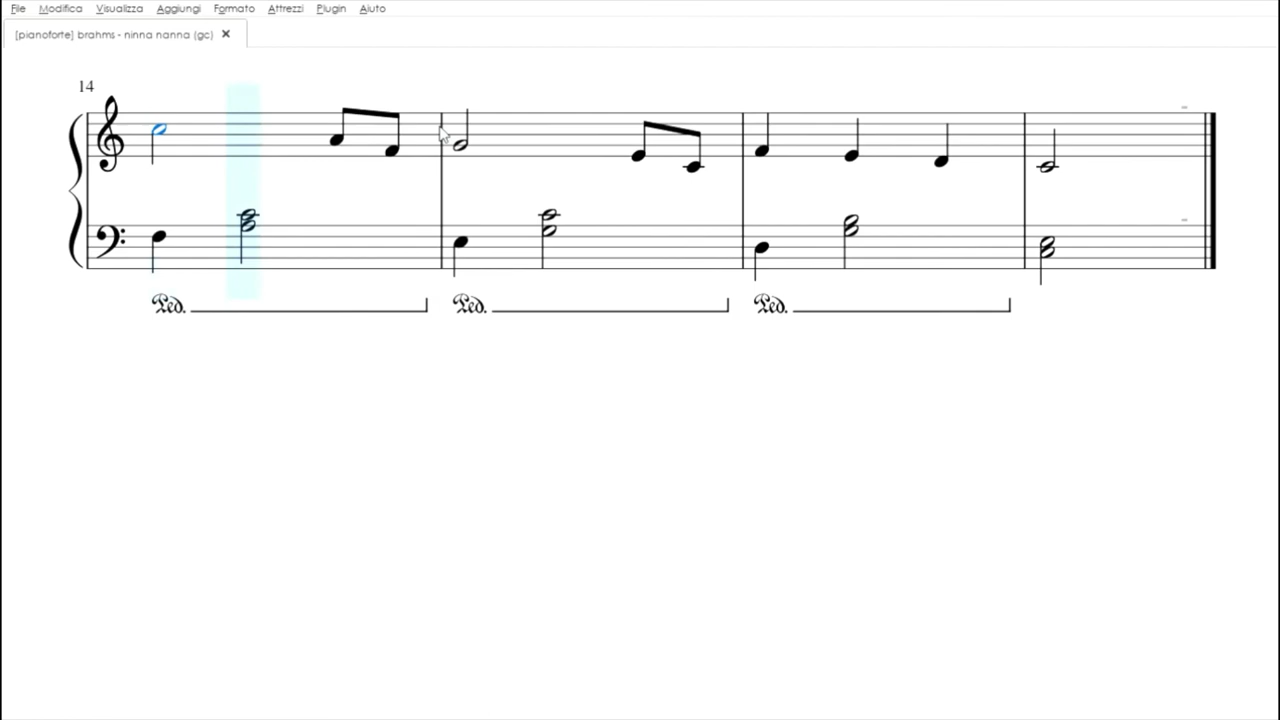 File Modifica Visualizza Aggiungi Formato Attrezzi Plugin Aiuto
[pianoforte] brahms - ninna nanna (gc) ×
14
Ped. Ped. Ped.